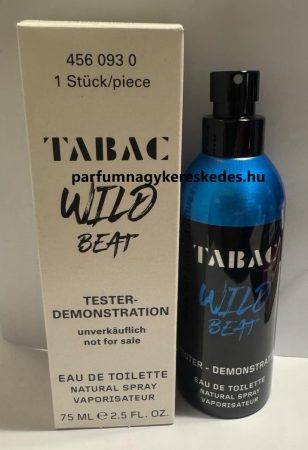 456 093 0
1 Stück/piece
TABAC
parfumnagykereskedes.hu
WILD
BEAT
TESTER-
DEMONSTRATION
unverkäuflich
not for sale
EAU DE TOILETTE
NATURAL SPRAY
VAPORISATEUR
75 ML ℮ 2.5 FL. OZ.
TABAC
WILD
BEAT
TESTER - DEMONSTRATION
EAU DE TOILETTE
NATURAL SPRAY
VAPORISATEUR